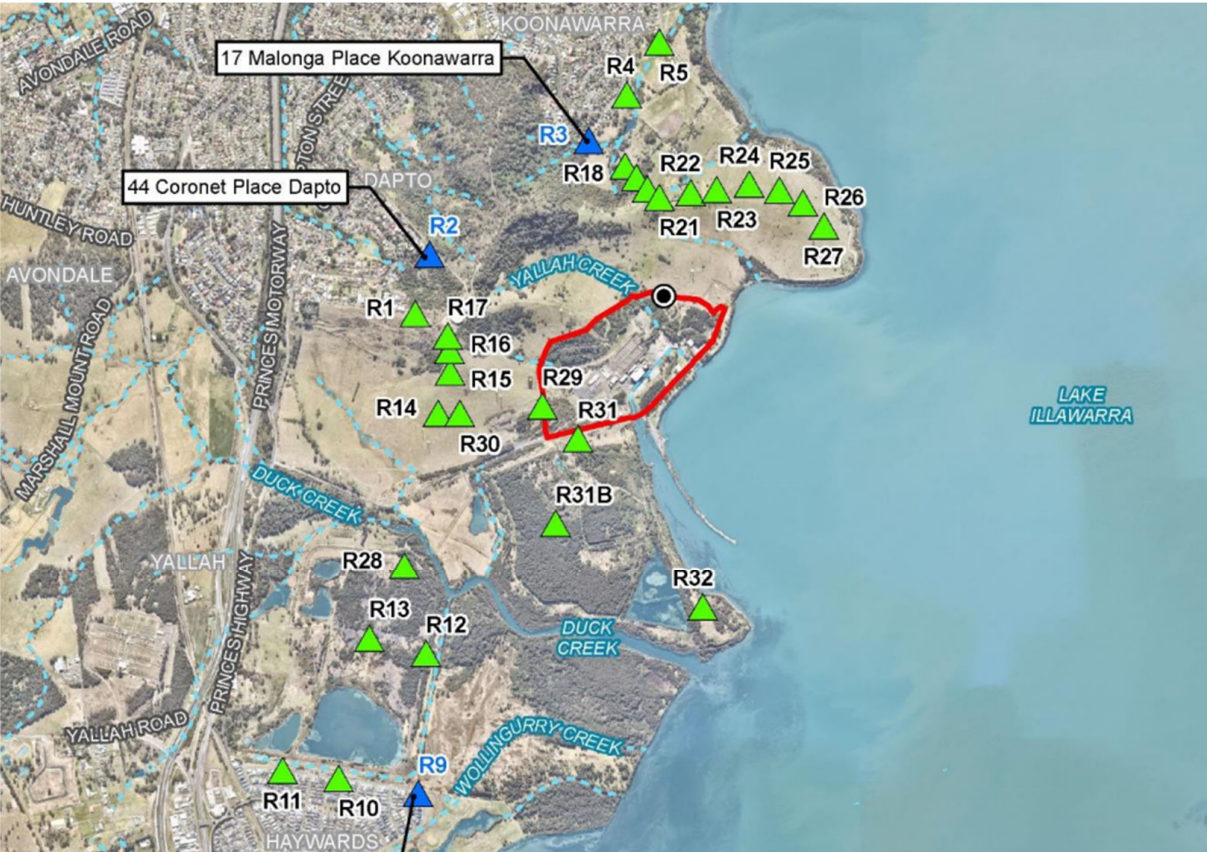 KOONAWARRA
AVONDALE ROAD
17 Malonga Place Koonawarra
R4
R5
R3
R18
R22
R24
R25
R26
R21
R23
R27
DAPTO
44 Coronet Place Dapto
R2
HUNTLEY ROAD
AVONDALE
YALLAH CREEK
PRINCES MOTORWAY
MARSHALL MOUNT ROAD
R1
R17
R16
R15
R29
R14
R30
R31
LAKE
ILLAWARRA
DUCK CREEK
R31B
YALLAH
R28
R32
R13
R12
DUCK
CREEK
PRINCES HIGHWAY
YALLAH ROAD
WOLLINGURRY CREEK
R9
R11
R10
HAYWARDS